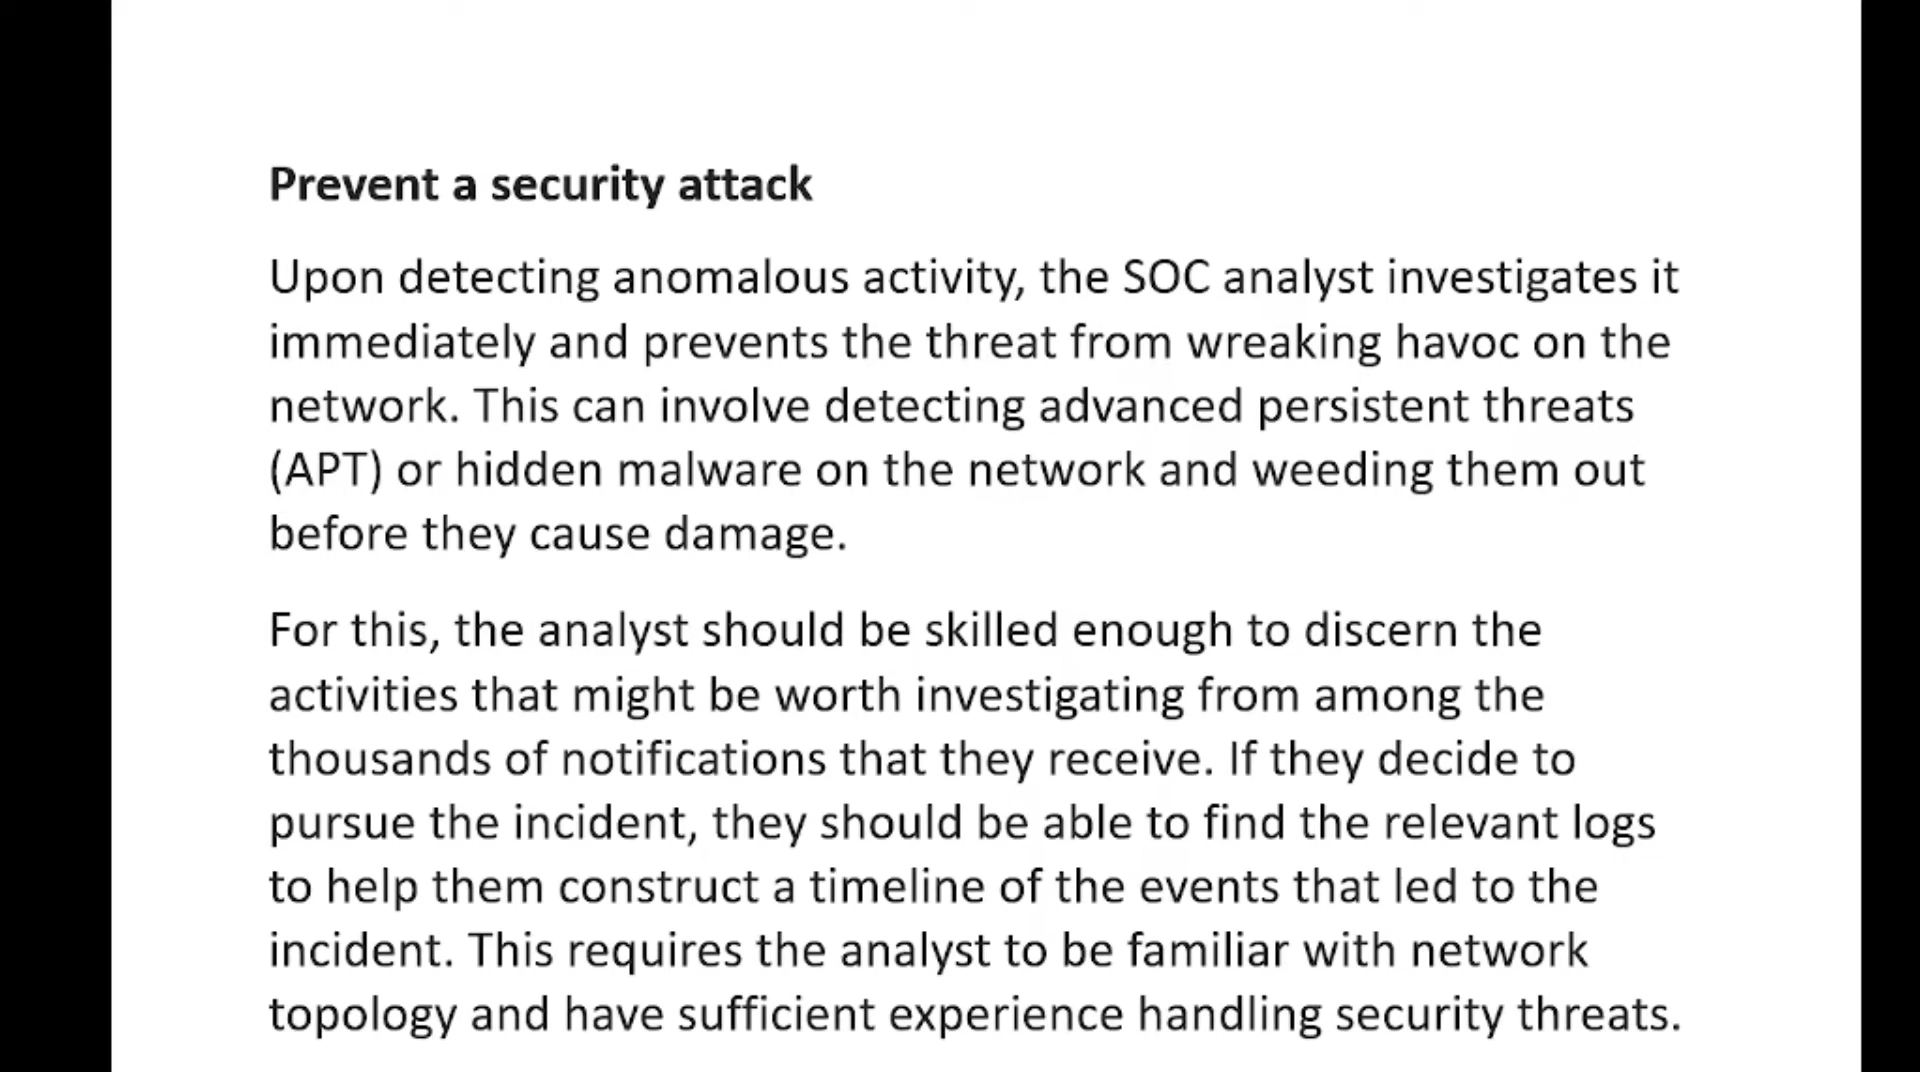 Prevent a security attack
Upon detecting anomalous activity, the SOC analyst investigates it
immediately and prevents the threat from wreaking havoc on the
network. This can involve detecting advanced persistent threats
(APT) or hidden malware on the network and weeding them out
before they cause damage.
For this, the analyst should be skilled enough to discern the
activities that might be worth investigating from among the
thousands of notifications that they receive. If they decide to
pursue the incident, they should be able to find the relevant logs
to help them construct a timeline of the events that led to the
incident. This requires the analyst to be familiar with network
topology and have sufficient experience handling security threats.